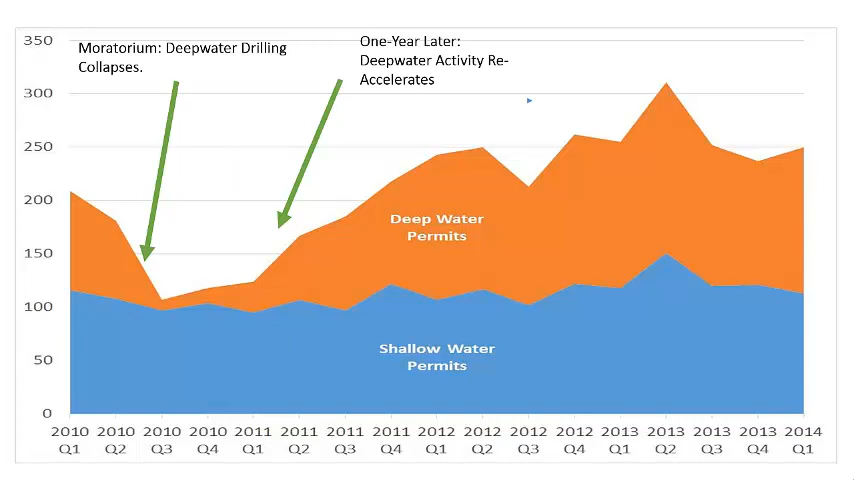 350
Moratorium: Deepwater Drilling
Collapses.
One-Year Later:
Deepwater Activity Re-
Accelerates
300
250
200
150
100
50
0
Deep Water
Permits
Shallow Water
Permits
2010 2010 2010 2010 2011 2011 2011 2011 2012 2012 2012 2012 2013 2013 2013 2013 2014
Q1 Q2 Q3 Q4 Q1 Q2 Q3 Q4 Q1 Q2 Q3 Q4 Q1 Q2 Q3 Q4 Q1